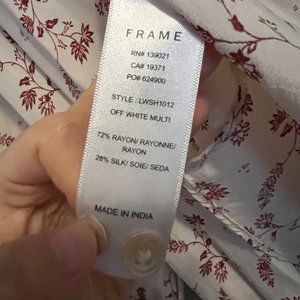 FRAME
RN# 139021
CA# 19371
PO# 624900
STYLE : LWSH1012
OFF WHITE MULTI
72% RAYON/ RAYONNE/
RAYON
28% SILK/ SOIE/ SEDA
MADE IN INDIA